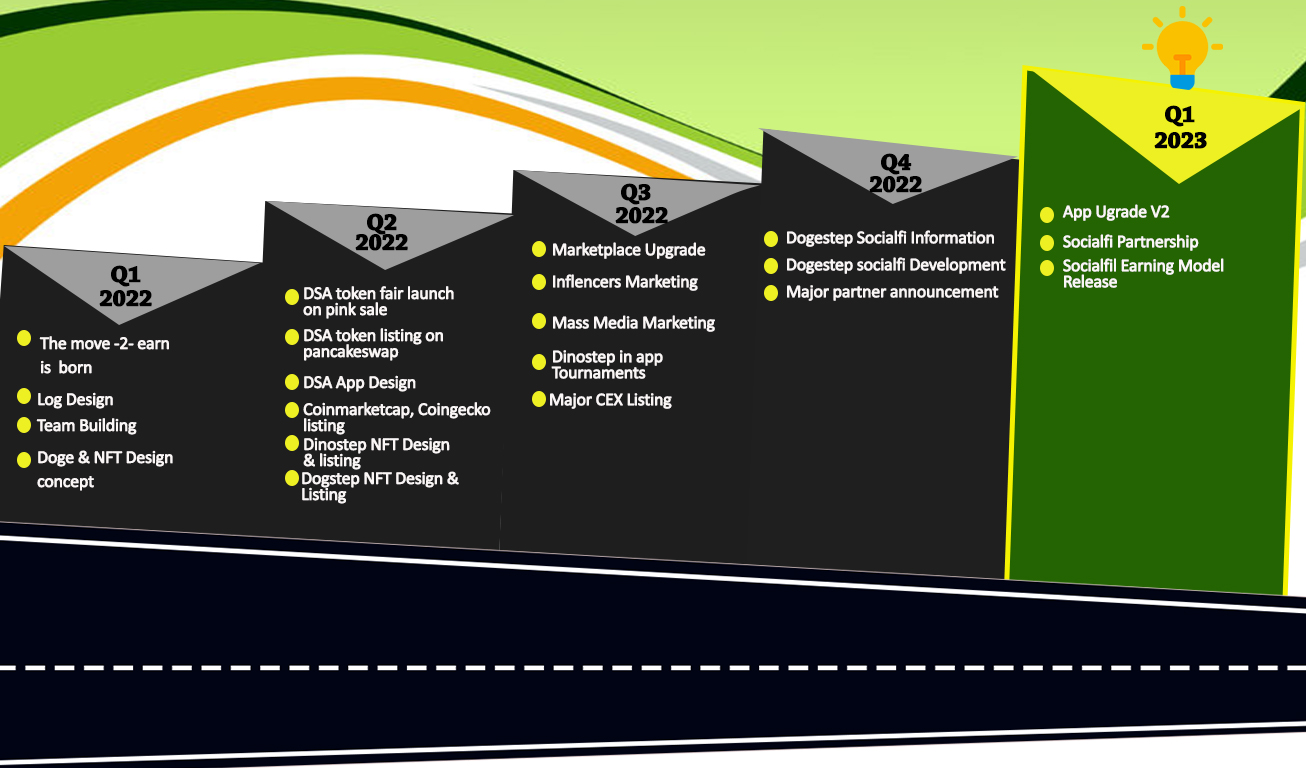 Q1
2022
The move -2- earn
is born
Log Design
Team Building
Doge & NFT Design
concept
Q2
2022
DSA token fair launch
on pink sale
DSA token listing on
pancakeswap
DSA App Design
Coinmarketcap, Coingecko
listing
Dinostep NFT Design
& listing
Dogstep NFT Design &
Listing
Q3
2022
Marketplace Upgrade
Inflencers Marketing
Mass Media Marketing
Dinostep in app
Tournaments
Major CEX Listing
Q4
2022
Dogestep Socialfi Information
Dogestep socialfi Development
Major partner announcement
Q1
2023
App Ugrade V2
Socialfi Partnership
Socialfil Earning Model
Release